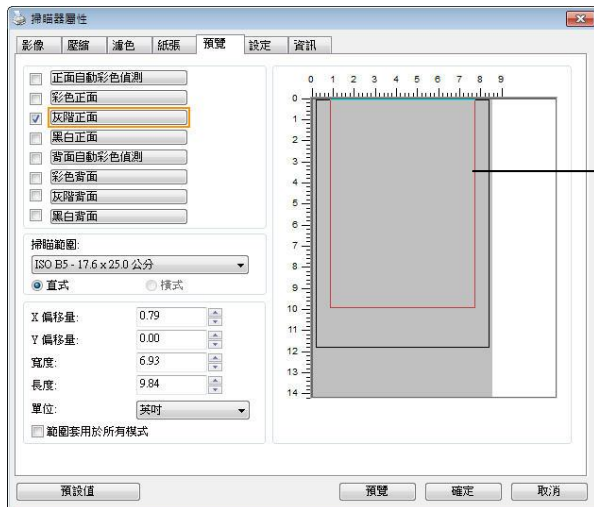 掃瞄器屬性
影像 壓縮 濾色 紙張 預覽 設定 資訊
正面自動彩色偵測
彩色正面
灰階正面
黑白正面
背面自動彩色偵測
彩色背面
灰階背面
黑白背面
掃瞄範圍:
ISO B5 - 17.6 x 25.0 公分
直式 橫式
X 偏移量: 0.79
Y 偏移量: 0.00
寬度: 6.93
長度: 9.84
單位: 英吋
範圍套用於所有模式
0 1 2 3 4 5 6 7 8 9
0
1
2
3
4
5
6
7
8
9
10
11
12
13
14
預設值 預覽 確定 取消